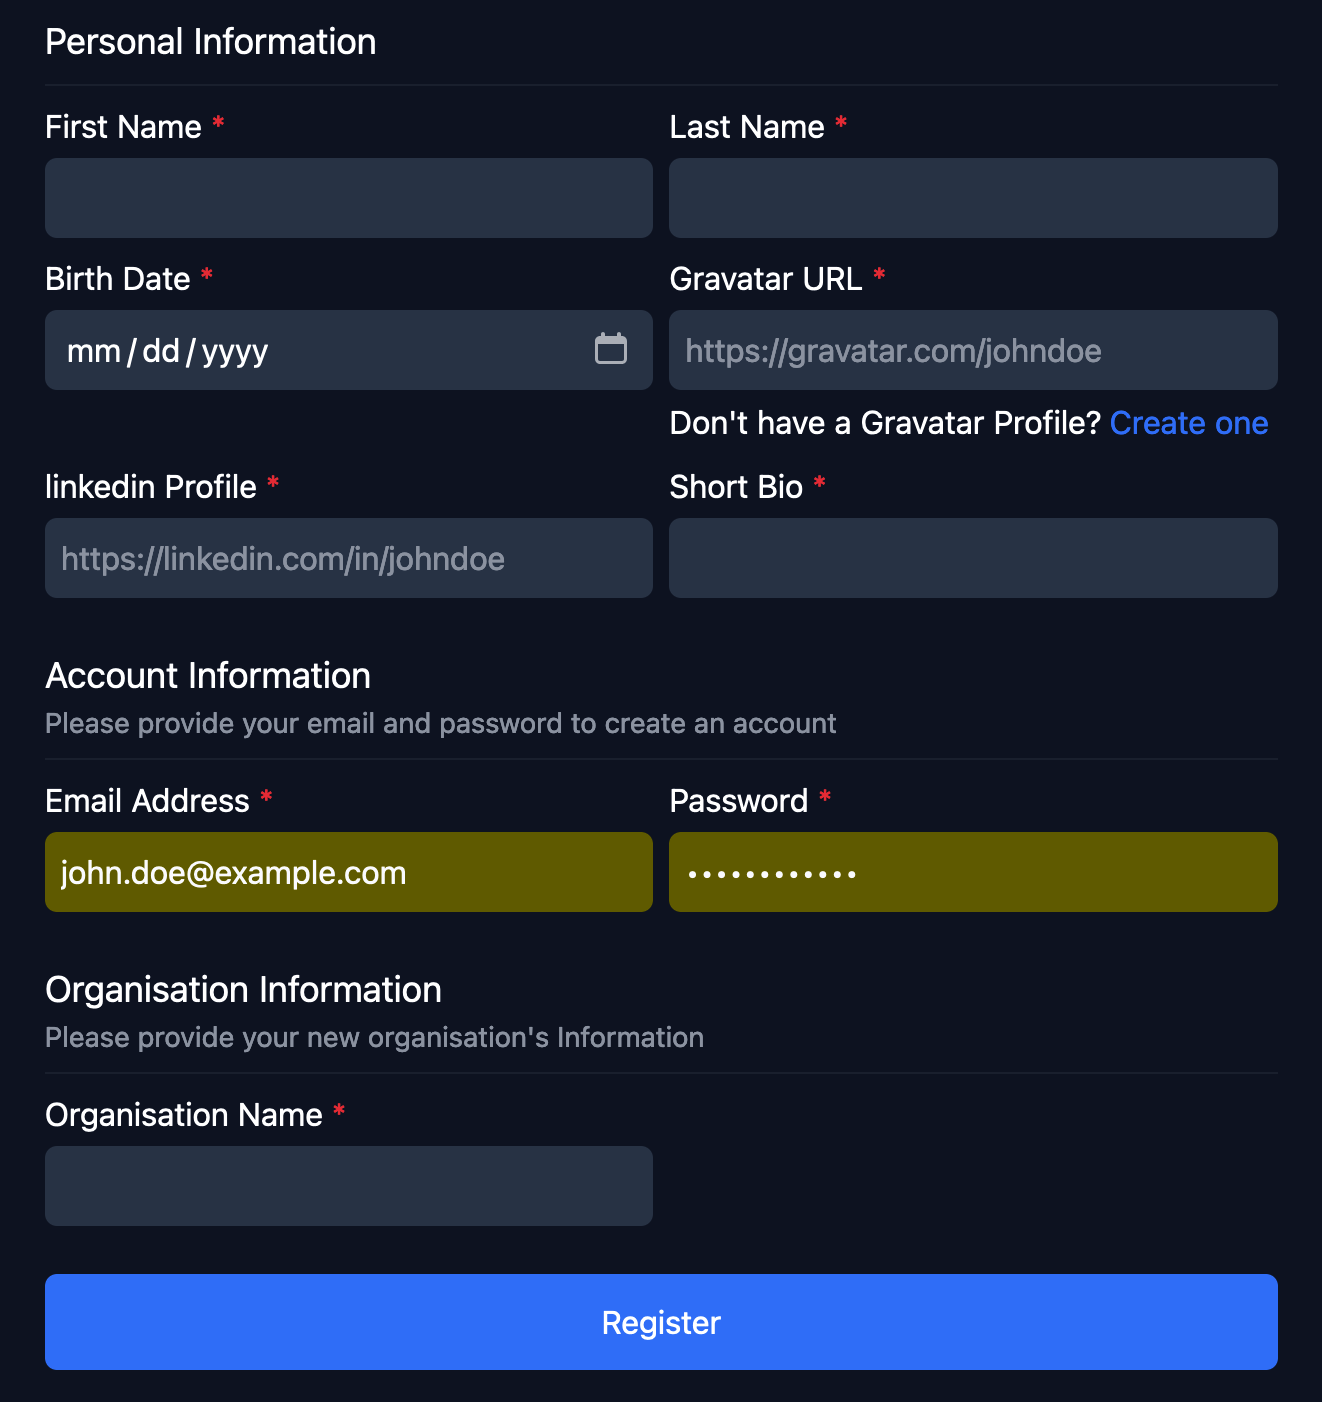 Personal Information
First Name *
Last Name *
Birth Date *
Gravatar URL *
mm/dd/yyyy
https://gravatar.com/johndoe
Don't have a Gravatar Profile? Create one
linkedin Profile *
Short Bio *
https://linkedin.com/in/johndoe
Account Information
Please provide your email and password to create an account
Email Address *
Password *
john.doe@example.com
••••••••••••
Organisation Information
Please provide your new organisation's Information
Organisation Name *
Register